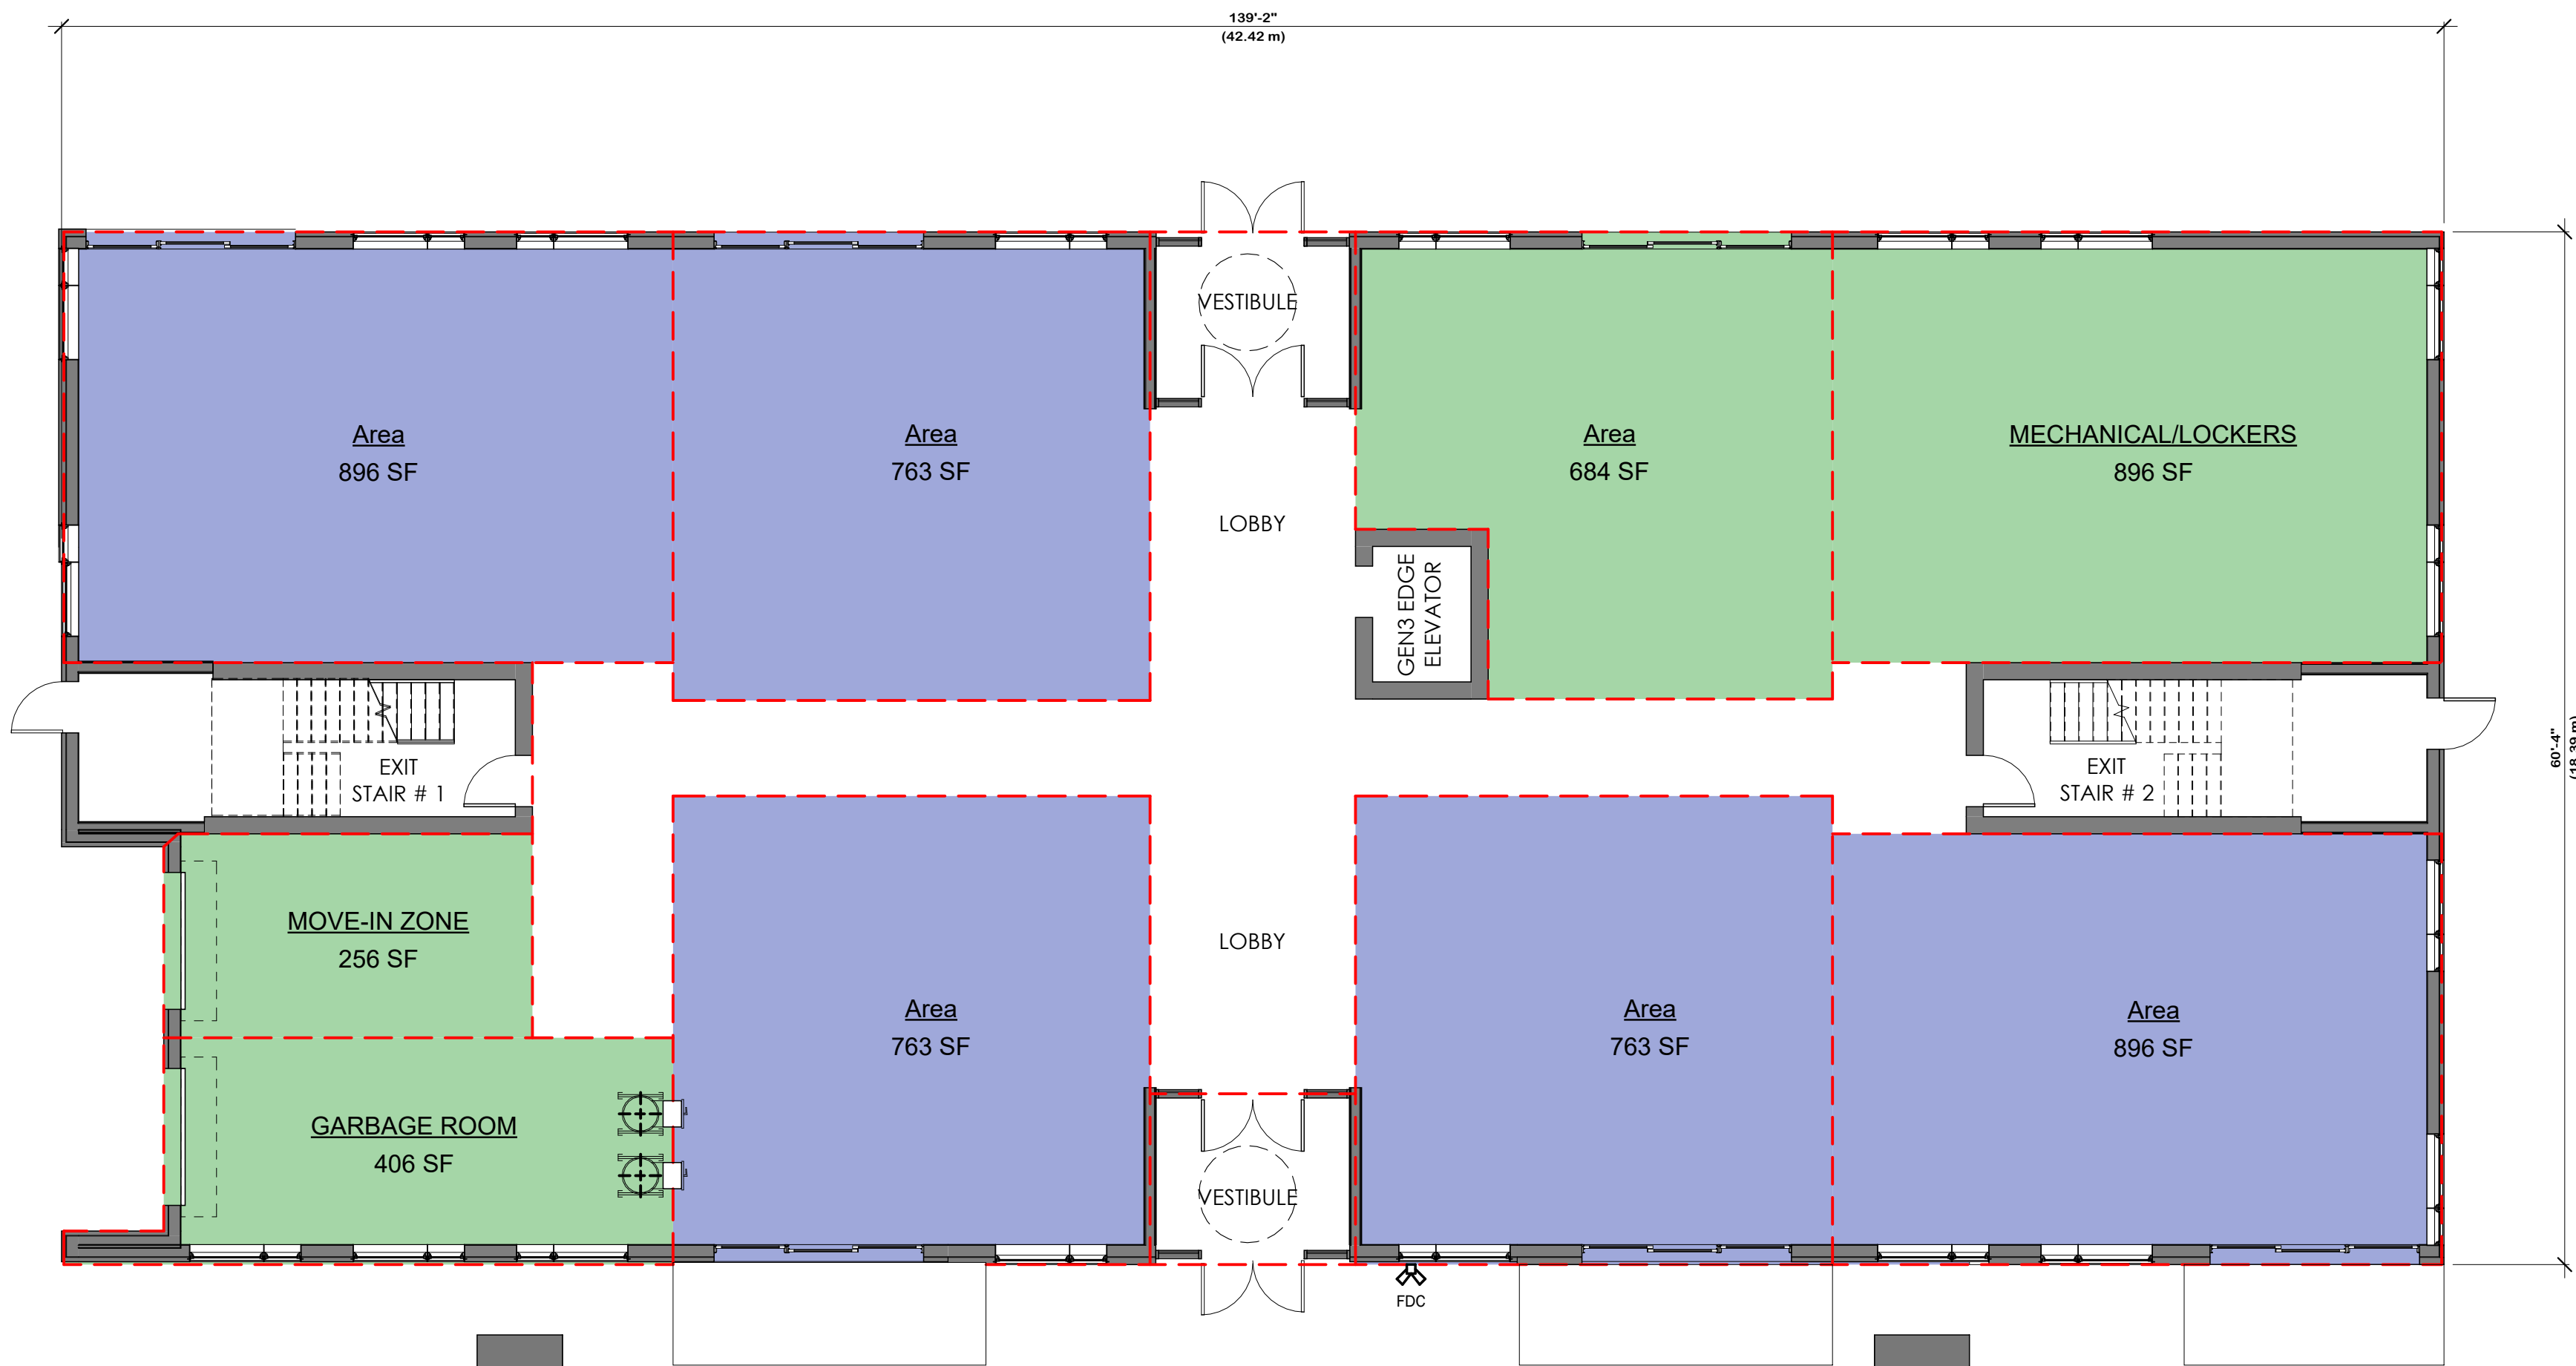 139'-2"
(42.42 m)
VESTIBULE
Area
896 SF
Area
763 SF
Area
684 SF
MECHANICAL/LOCKERS
896 SF
LOBBY
GEN3 EDGE
ELEVATOR
60'-4"
(18.39 m)
EXIT
STAIR # 1
EXIT
STAIR # 2
MOVE-IN ZONE
256 SF
LOBBY
Area
763 SF
Area
763 SF
Area
896 SF
GARBAGE ROOM
406 SF
VESTIBULE
FDC